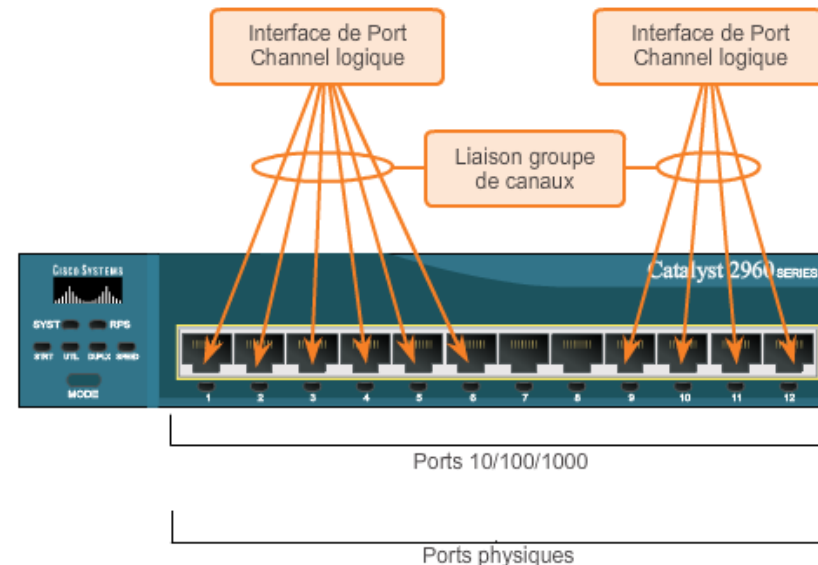 Interface de Port
Channel logique
Interface de Port
Channel logique
Liaison groupe
de canaux
CISCO SYSTEMS
Catalyst 2960 SERIES
SYST RPS
STRT UTIL DUPLX SPEED
MODE
1 2 3 4 5 6 7 8 9 10 11 12
Ports 10/100/1000
Ports physiques